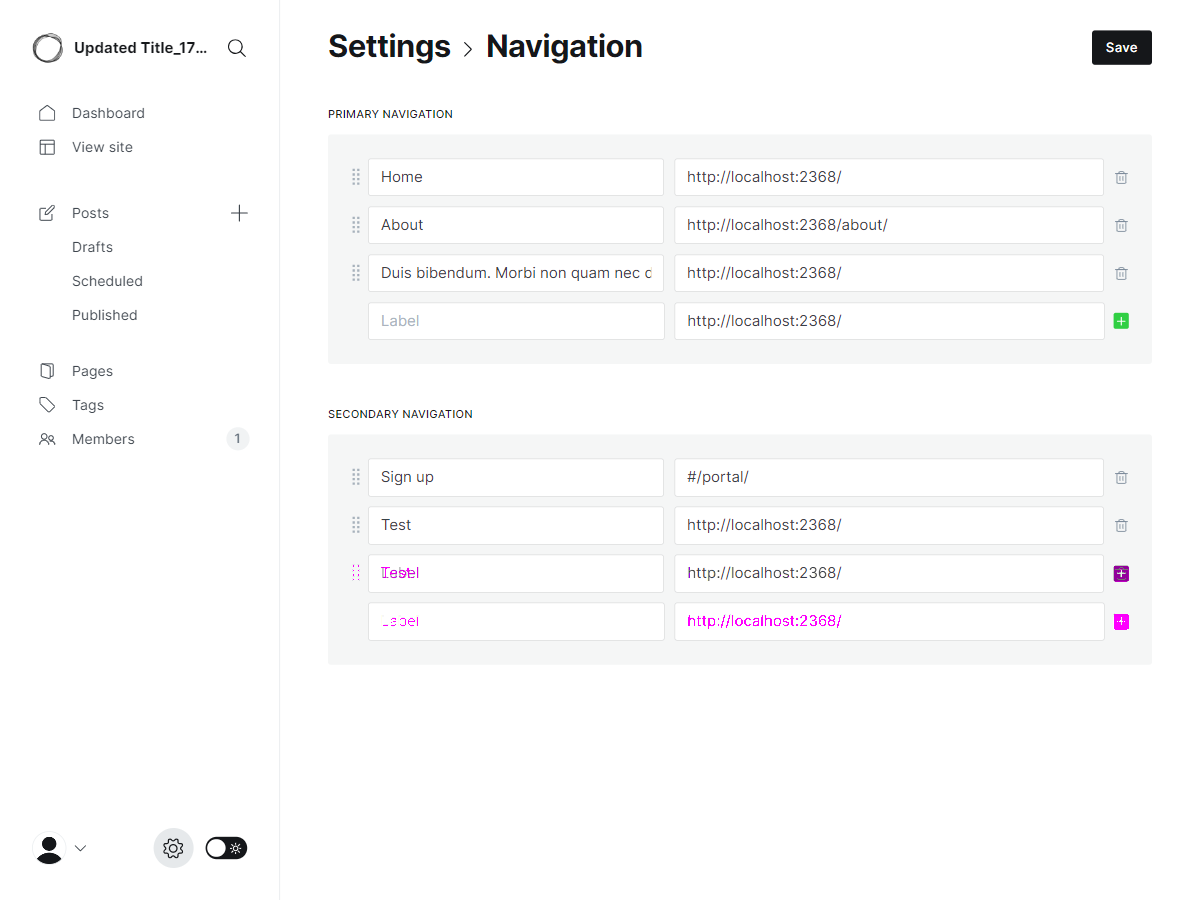 Updated Title_17...
Settings > Navigation
Save
Dashboard
View site
Posts
Drafts
Scheduled
Published
Pages
Tags
Members 1
PRIMARY NAVIGATION
Home http://localhost:2368/
About http://localhost:2368/about/
Duis bibendum. Morbi non quam nec http://localhost:2368/
Label http://localhost:2368/
SECONDARY NAVIGATION
Sign up #/portal/
Test http://localhost:2368/
http://localhost:2368/
Label http://localhost:2368/